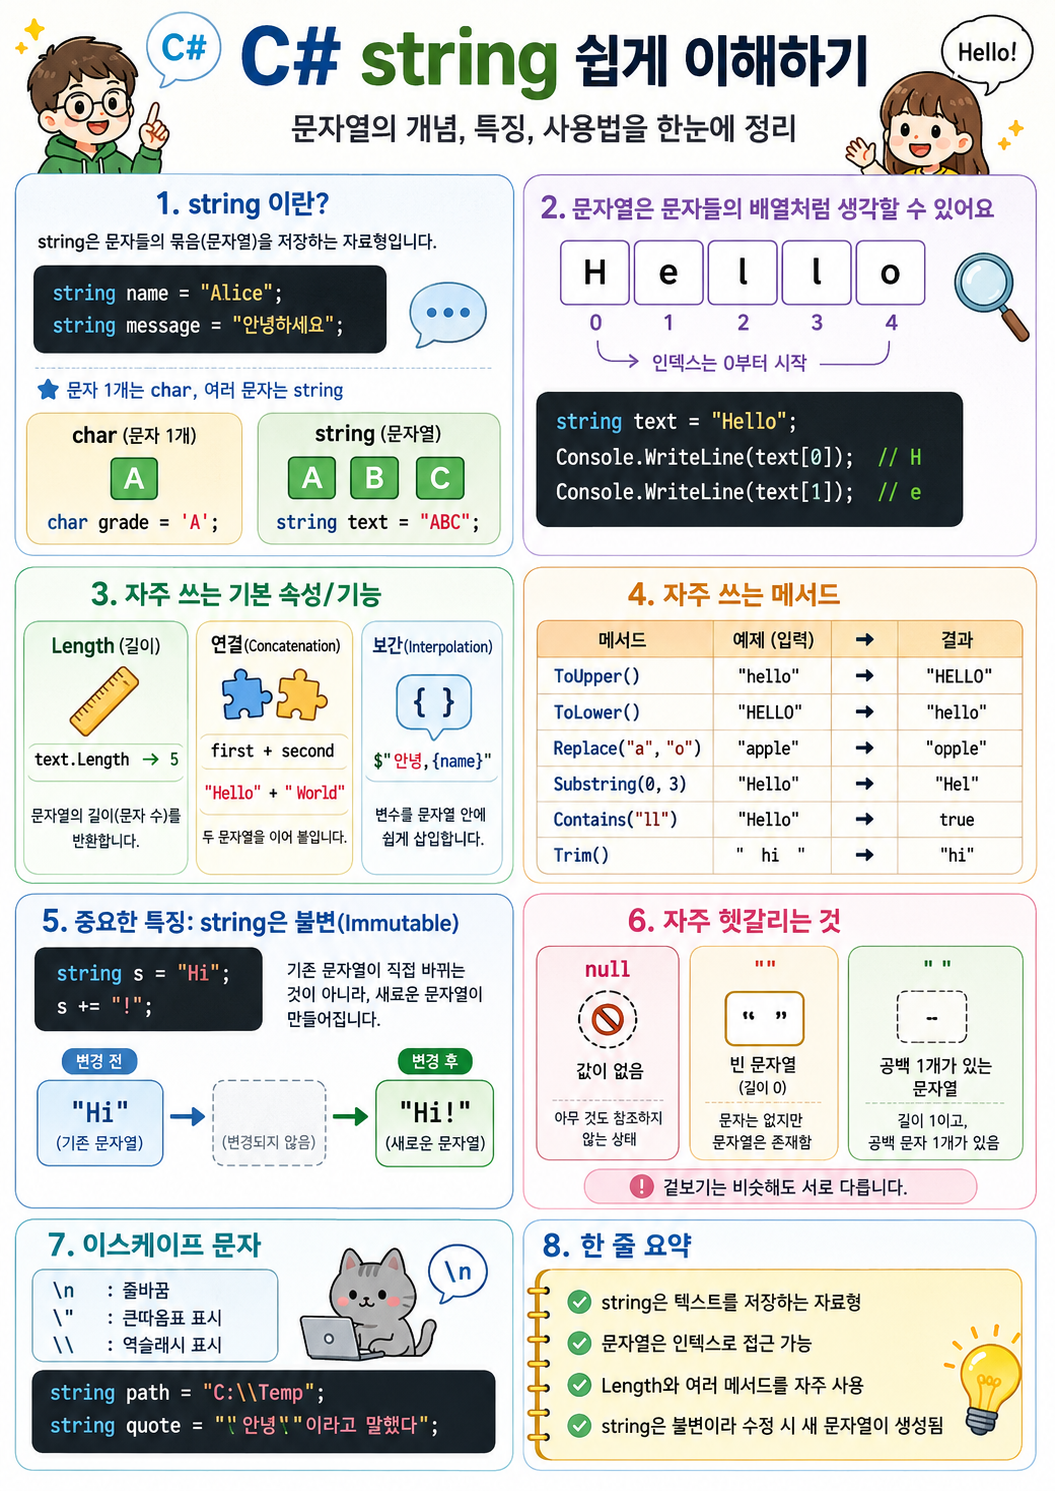 C#
C# string 쉽게 이해하기
Hello!
문자열의 개념, 특징, 사용법을 한눈에 정리
1. string 이란?
string은 문자들의 묶음(문자열)을 저장하는 자료형입니다.
string name = "Alice";
string message = "안녕하세요";
문자 1개는 char, 여러 문자는 string
char (문자 1개)
A
char grade = 'A';
string (문자열)
A B C
string text = "ABC";
2. 문자열은 문자들의 배열처럼 생각할 수 있어요
H e l l o
0 1 2 3 4
인덱스는 0부터 시작
string text = "Hello";
Console.WriteLine(text[0]); // H
Console.WriteLine(text[1]); // e
3. 자주 쓰는 기본 속성/기능
Length (길이)
text.Length → 5
문자열의 길이(문자 수)를
반환합니다.
연결(Concatenation)
first + second
"Hello" + " World"
두 문자열을 이어 붙입니다.
보간(Interpolation)
{ }
$"안녕, {name}"
변수를 문자열 안에
쉽게 삽입합니다.
4. 자주 쓰는 메서드
메서드 예제 (입력) → 결과
ToUpper() "hello" → "HELLO"
ToLower() "HELLO" → "hello"
Replace("a", "o") "apple" → "opple"
Substring(0, 3) "Hello" → "Hel"
Contains("ll") "Hello" → true
Trim() "  hi  " → "hi"
5. 중요한 특징: string은 불변(Immutable)
string s = "Hi";
s += "!";
기존 문자열이 직접 바뀌는
것이 아니라, 새로운 문자열이
만들어집니다.
변경 전
"Hi"
(기존 문자열)
(변경되지 않음)
변경 후
"Hi!"
(새로운 문자열)
6. 자주 헷갈리는 것
null
값이 없음
아무 것도 참조하지
않는 상태
""
“ ”
빈 문자열
(길이 0)
문자는 없지만
문자열은 존재함
" "
--
공백 1개가 있는
문자열
길이 1이고,
공백 문자 1개가 있음
! 겉보기는 비슷해도 서로 다릅니다.
7. 이스케이프 문자
\n : 줄바꿈
\" : 큰따옴표 표시
\\ : 역슬래시 표시
\n
string path = "C:\\Temp";
string quote = "\"안녕\"이라고 말했다";
8. 한 줄 요약
string은 텍스트를 저장하는 자료형
문자열은 인텍스로 접근 가능
Length와 여러 메서드를 자주 사용
string은 불변이라 수정 시 새 문자열이 생성됨